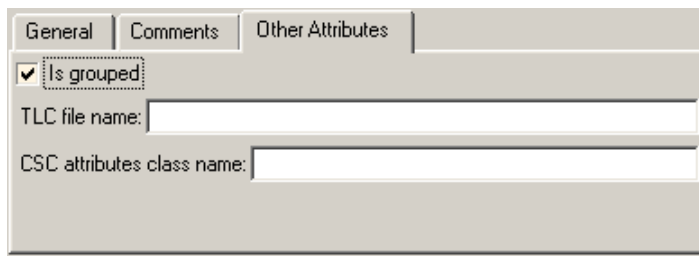 General Comments Other Attributes
Is grouped
TLC file name:
CSC attributes class name: